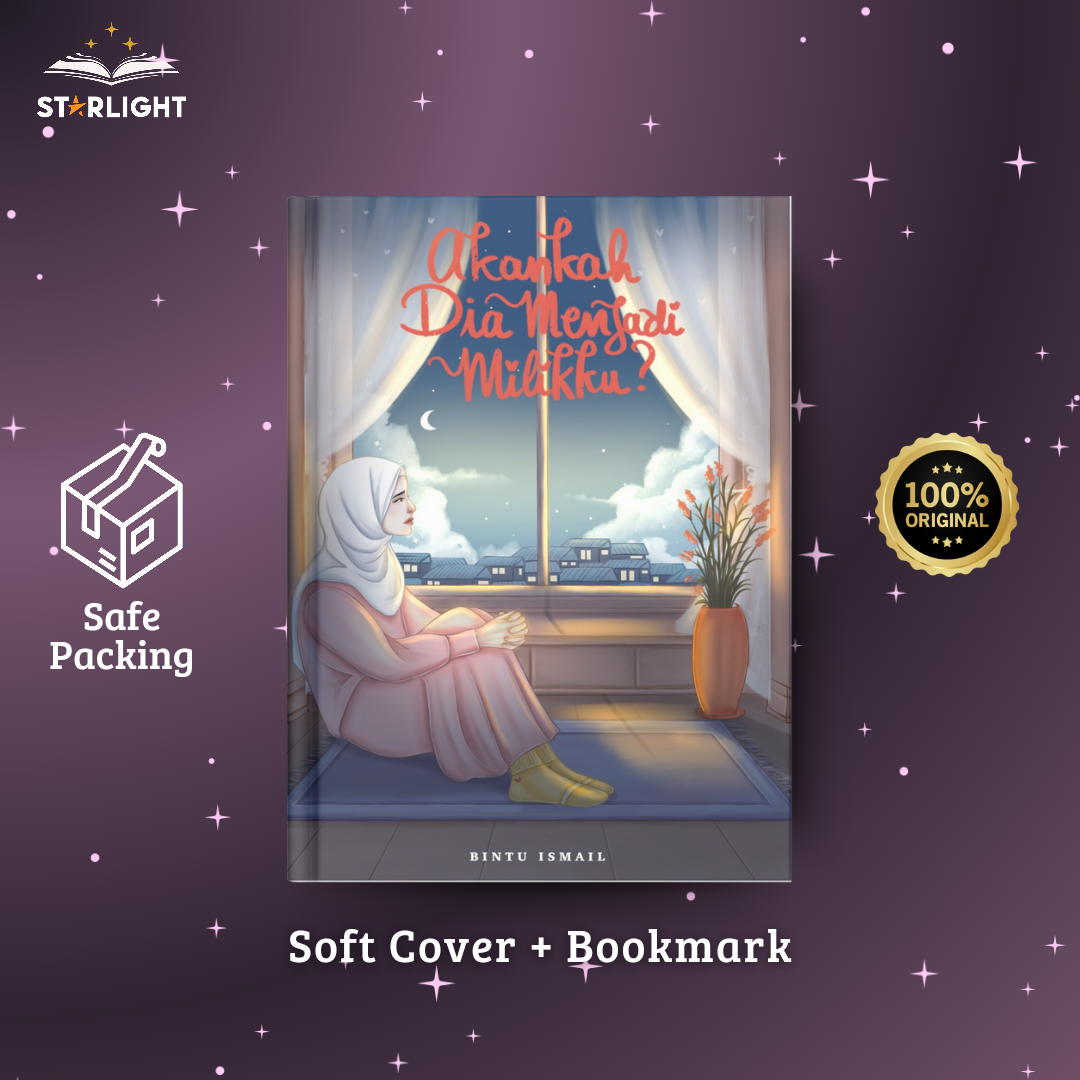 STARLIGHT
Akankah
Dia Menjadi
Milikku?
BINTU ISMAIL
Safe
Packing
100%
ORIGINAL
Soft Cover + Bookmark